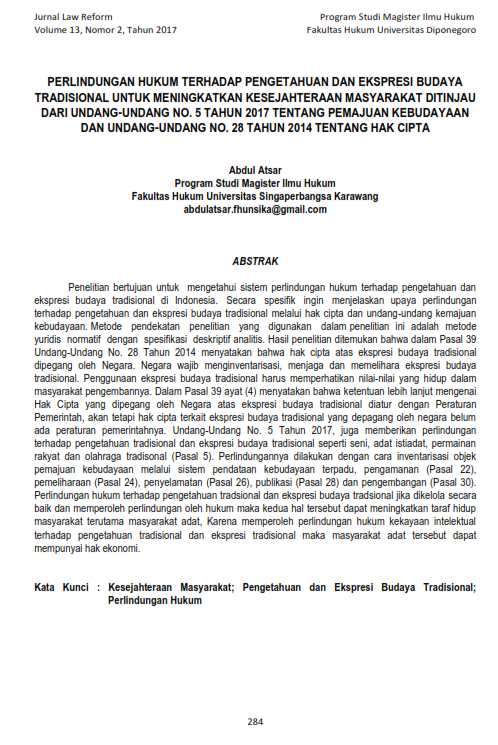 Jurnal Law Reform Program Studi Magister Ilmu Hukum
Volume 13, Nomor 2, Tahun 2017 Fakultas Hukum Universitas Diponegoro
PERLINDUNGAN HUKUM TERHADAP PENGETAHUAN DAN EKSPRESI BUDAYA
TRADISIONAL UNTUK MENINGKATKAN KESEJAHTERAAN MASYARAKAT DITINJAU
DARI UNDANG-UNDANG NO. 5 TAHUN 2017 TENTANG PEMAJUAN KEBUDAYAAN
DAN UNDANG-UNDANG NO. 28 TAHUN 2014 TENTANG HAK CIPTA
Abdul Atsar
Program Studi Magister Ilmu Hukum
Fakultas Hukum Universitas Singaperbangsa Karawang
abdulatsar.fhunsika@gmail.com
ABSTRAK
Penelitian bertujuan untuk mengetahui sistem perlindungan hukum terhadap pengetahuan dan
ekspresi budaya tradisional di Indonesia. Secara spesifik ingin menjelaskan upaya perlindungan
terhadap pengetahuan dan ekspresi budaya tradisional melalui hak cipta dan undang-undang kemajuan
kebudayaan. Metode pendekatan penelitian yang digunakan dalam penelitian ini adalah metode
yuridis normatif dengan spesifikasi deskriptif analitis. Hasil penelitian ditemukan bahwa dalam Pasal 39
Undang-Undang No. 28 Tahun 2014 menyatakan bahwa hak cipta atas ekspresi budaya tradisional
dipegang oleh Negara. Negara wajib menginventarisasi, menjaga dan memelihara ekspresi budaya
tradisional. Penggunaan ekspresi budaya tradisional harus memperhatikan nilai-nilai yang hidup dalam
masyarakat pengembannya. Dalam Pasal 39 ayat (4) menyatakan bahwa ketentuan lebih lanjut mengenai
Hak Cipta yang dipegang oleh Negara atas ekspresi budaya tradisional diatur dengan Peraturan
Pemerintah, akan tetapi hak cipta terkait ekspresi budaya tradisional yang depagang oleh negara belum
ada peraturan pemerintahnya. Undang-Undang No. 5 Tahun 2017, juga memberikan perlindungan
terhadap pengetahuan tradisional dan ekspresi budaya tradisional seperti seni, adat istiadat, permainan
rakyat dan olahraga tradisonal (Pasal 5). Perlindungannya dilakukan dengan cara inventarisasi objek
pemajuan kebudayaan melalui sistem pendataan kebudayaan terpadu, pengamanan (Pasal 22),
pemeliharaan (Pasal 24), penyelamatan (Pasal 26), publikasi (Pasal 28) dan pengembangan (Pasal 30).
Perlindungan hukum terhadap pengetahuan tradsional dan ekspresi budaya tradsional jika dikelola secara
baik dan memperoleh perlindungan oleh hukum maka kedua hal tersebut dapat meningkatkan taraf hidup
masyarakat terutama masyarakat adat, Karena memperoleh perlindungan hukum kekayaan intelektual
terhadap pengetahuan tradisional dan ekspresi tradisional maka masyarakat adat tersebut dapat
mempunyai hak ekonomi.
Kata Kunci : Kesejahteraan Masyarakat; Pengetahuan dan Ekspresi Budaya Tradisional;
Perlindungan Hukum
284